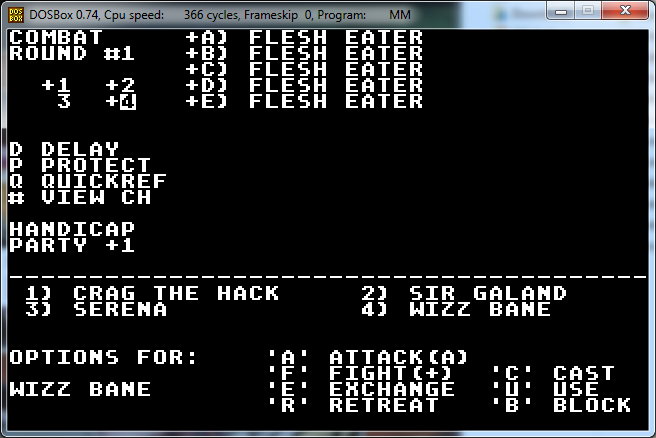 DOS BOX DOSBox 0.74, Cpu speed: 366 cycles, Frameskip 0, Program: MM
COMBAT +A) FLESH EATER
ROUND #1 +B) FLESH EATER
+C) FLESH EATER
+1 +2 +D) FLESH EATER
3 +4 +E) FLESH EATER
D DELAY
P PROTECT
Q QUICKREF
# VIEW CH
HANDICAP
PARTY +1
----------------------------------------
1) CRAG THE HACK 2) SIR GALAND
3) SERENA 4) WIZZ BANE
OPTIONS FOR: 'A' ATTACK(A)
'F' FIGHT(+) 'C' CAST
WIZZ BANE 'E' EXCHANGE 'U' USE
'R' RETREAT 'B' BLOCK